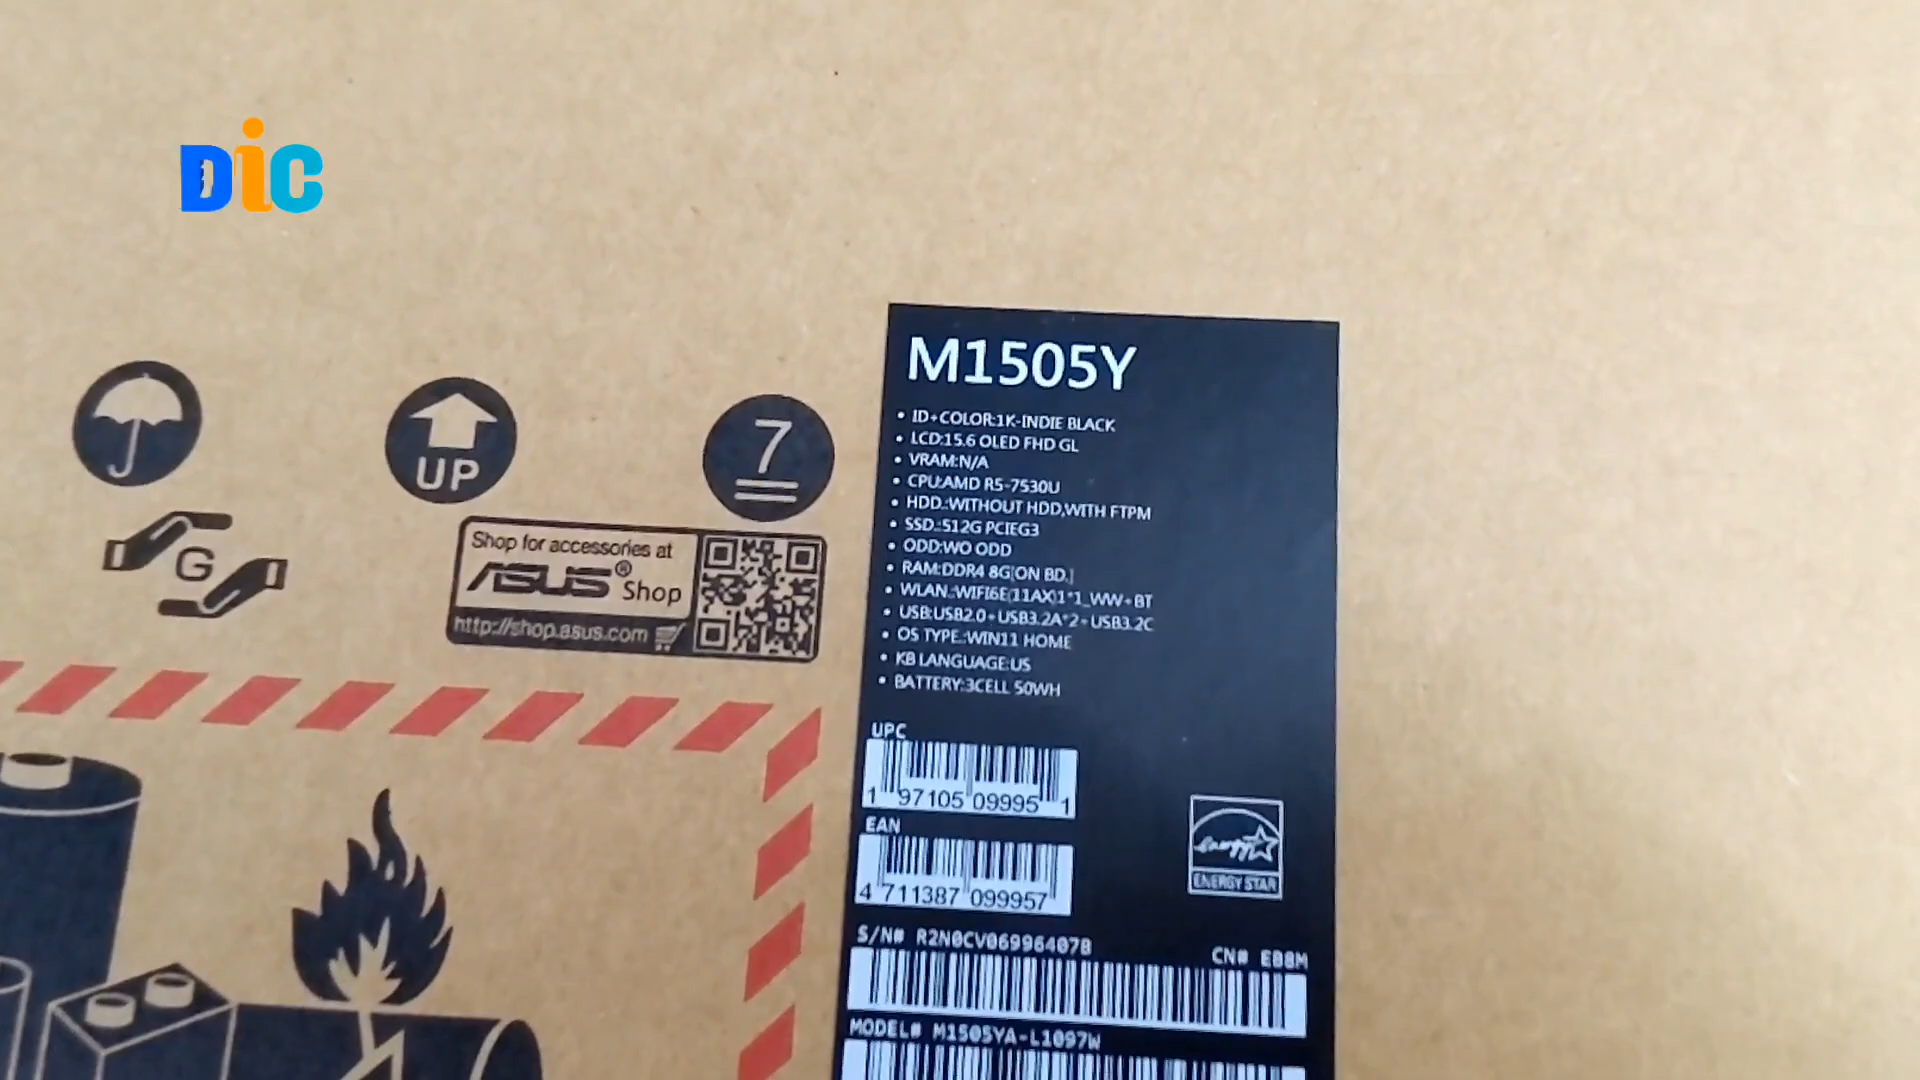 DiC
UP
7
G
Shop for accessories at
ASUS® Shop
http://shop.asus.com
M1505Y
• ID+COLOR:1K-INDIE BLACK
• LCD:15.6 OLED FHD GL
• VRAM:N/A
• CPU:AMD R5-7530U
• HDD.:WITHOUT HDD,WITH FTPM
• SSD.:512G PCIEG3
• ODD:WO ODD
• RAM:DDR4 8G[ON BD.]
• WLAN.:WIFI6E(11AX)1*1_WW+BT
• USB:USB2.0+USB3.2A*2+USB3.2C
• OS TYPE.:WIN11 HOME
• KB LANGUAGE:US
• BATTERY:3CELL 50WH
UPC
1 97105 09995 1
EAN
4 711387 099957
ENERGY STAR
S/N# R2N0CV06996407B
CN# EB8M
MODEL# M1505YA-L1097W